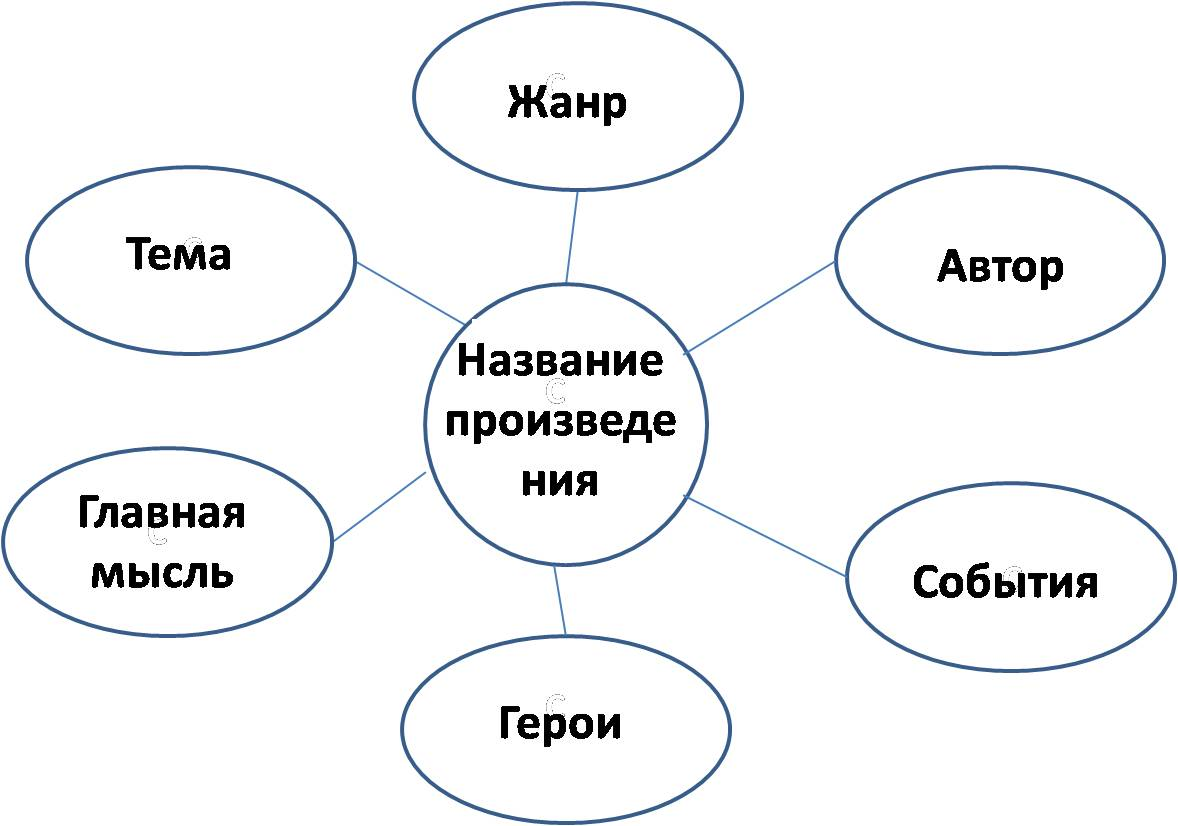 Жанр
Тема
Автор
Название
произведе
ния
Главная
мысль
События
Герои